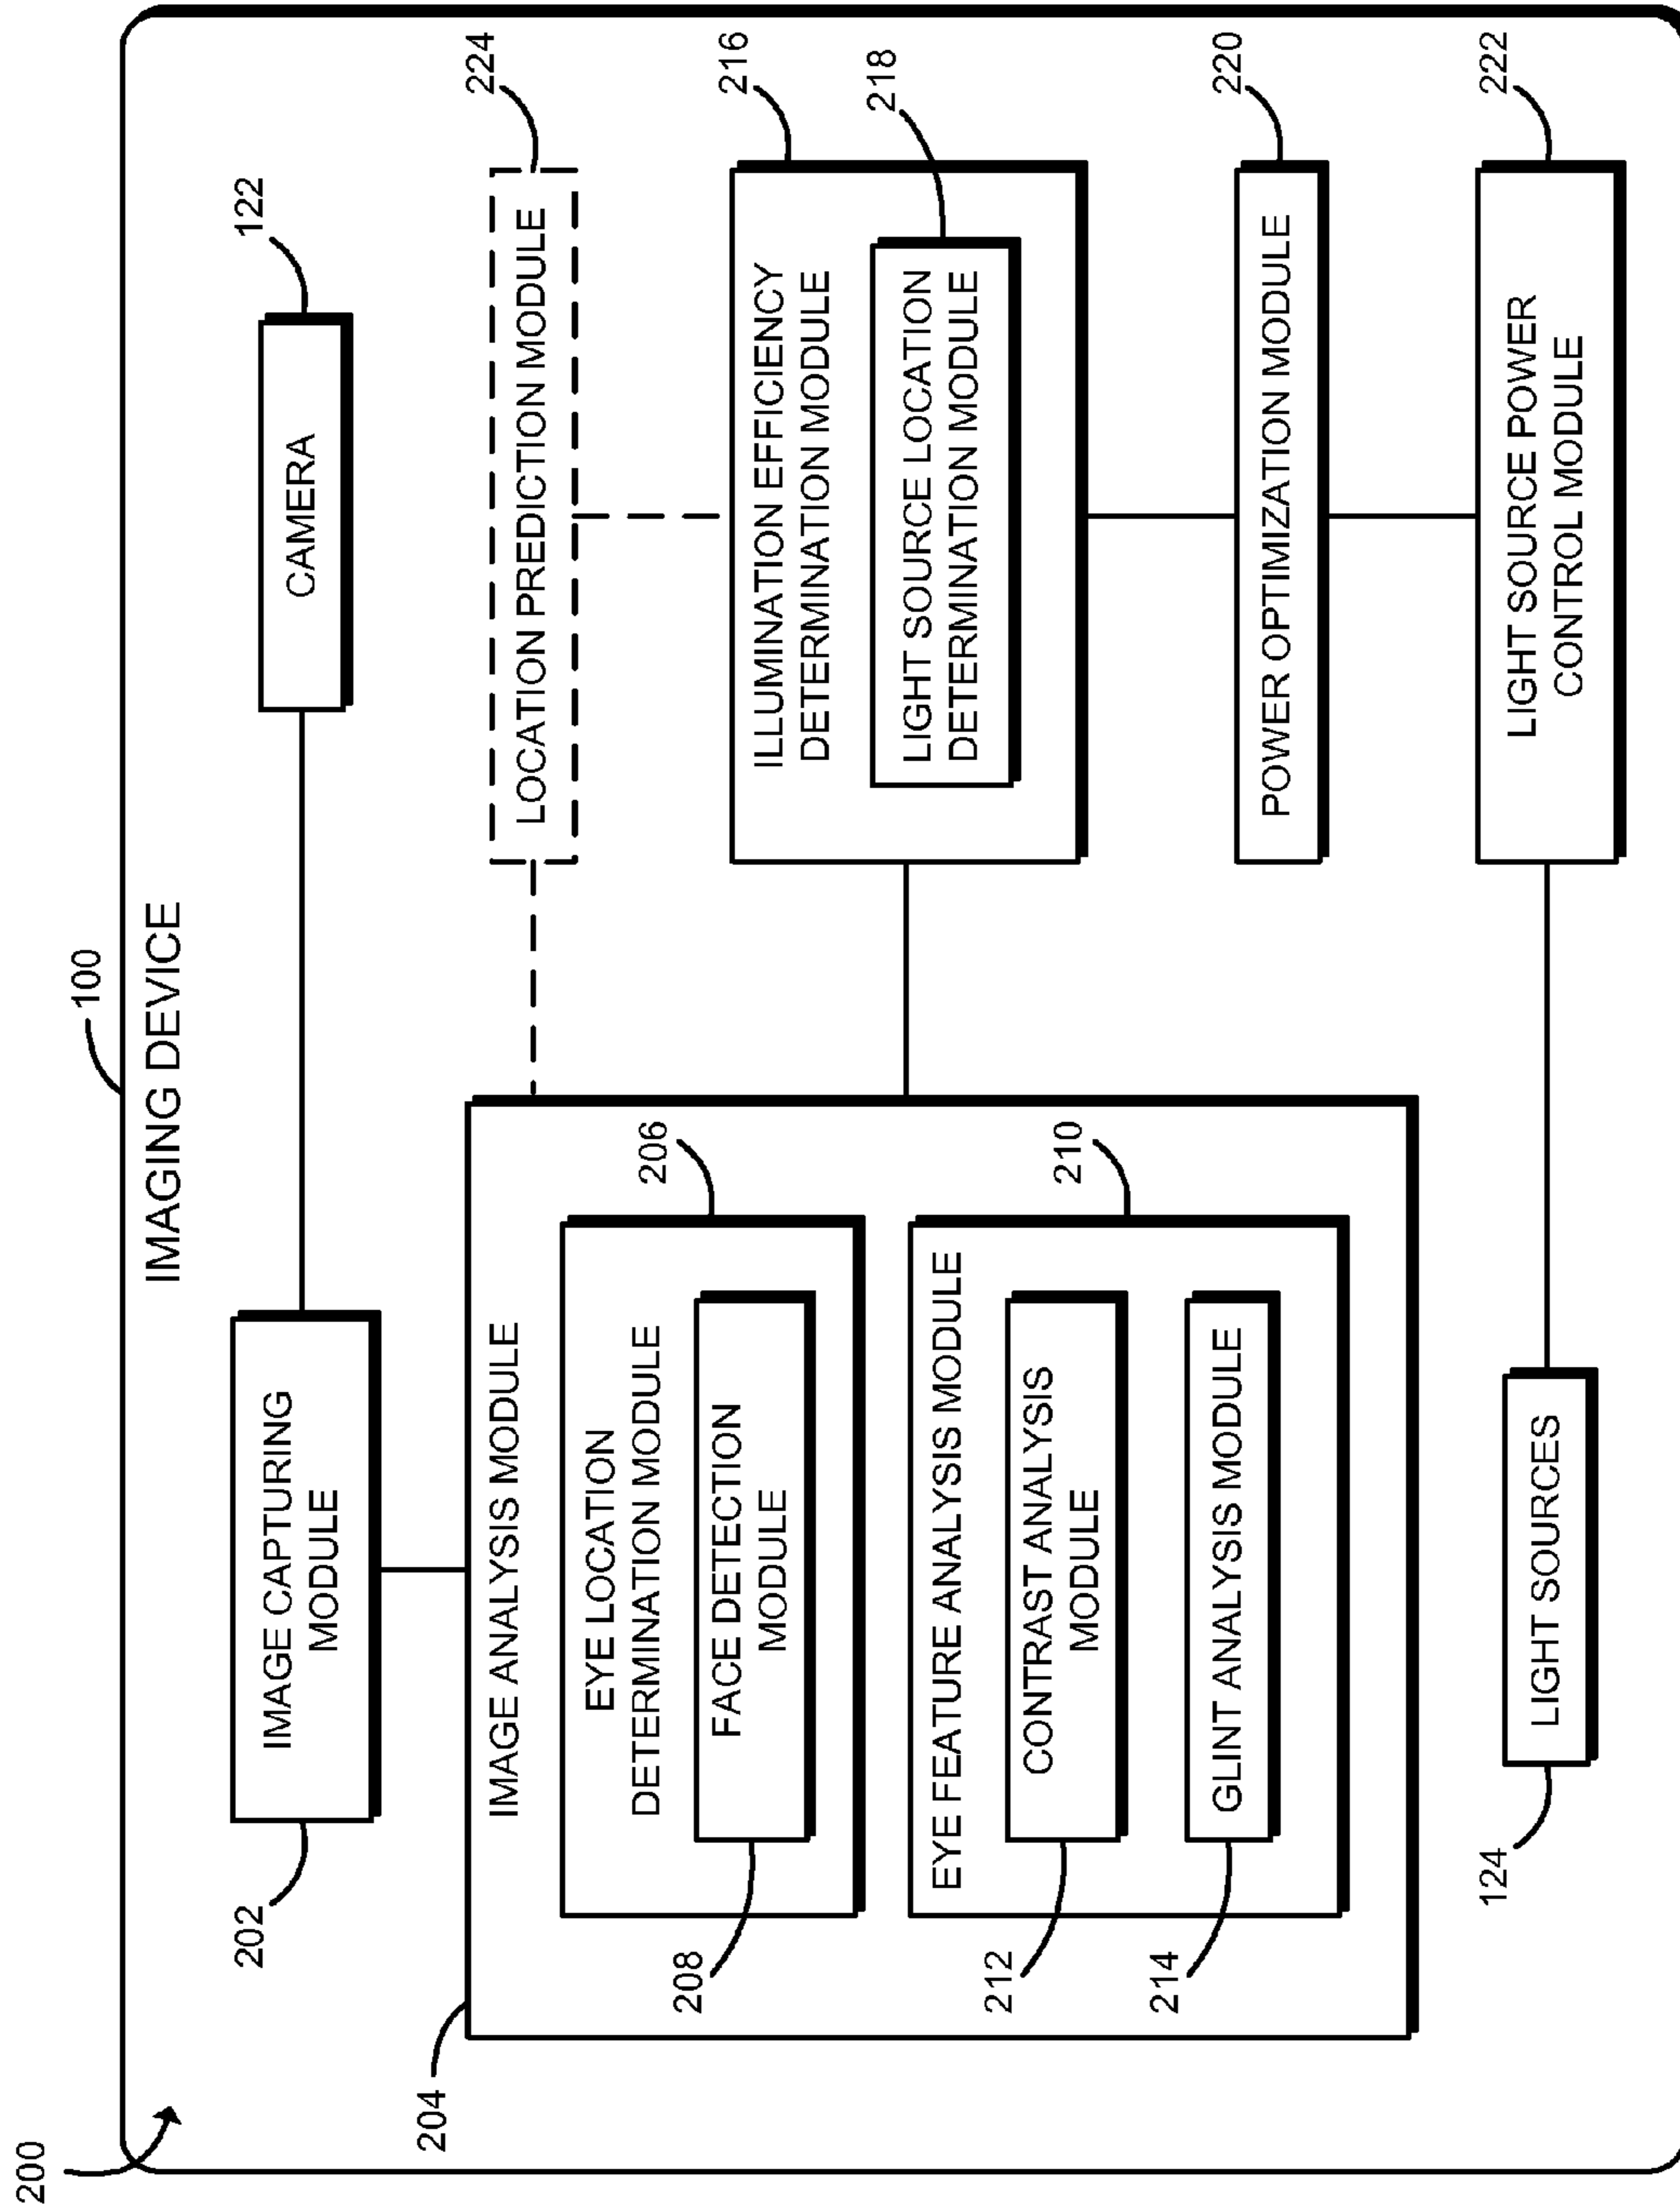 200
100
IMAGING DEVICE
202
IMAGE CAPTURING
MODULE
CAMERA
122
204
IMAGE ANALYSIS MODULE
EYE LOCATION
DETERMINATION MODULE
206
FACE DETECTION
MODULE
208
EYE FEATURE ANALYSIS MODULE
210
CONTRAST ANALYSIS
MODULE
212
GLINT ANALYSIS MODULE
214
LOCATION PREDICTION MODULE
224
ILLUMINATION EFFICIENCY
DETERMINATION MODULE
216
LIGHT SOURCE LOCATION
DETERMINATION MODULE
218
POWER OPTIMIZATION MODULE
220
LIGHT SOURCE POWER
CONTROL MODULE
222
LIGHT SOURCES
124